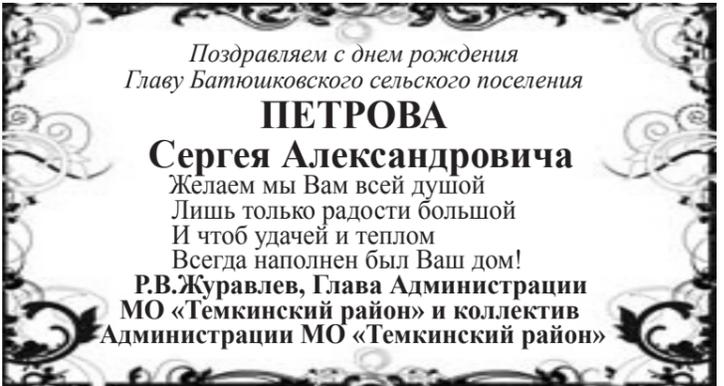 Поздравляем с днем рождения
Главу Батюшковского сельского поселения
ПЕТРОВА
Сергея Александровича
Желаем мы Вам всей душой
Лишь только радости большой
И чтоб удачей и теплом
Всегда наполнен был Ваш дом!
Р.В.Журавлев, Глава Администрации
МО «Темкинский район» и коллектив
Администрации МО «Темкинский район»